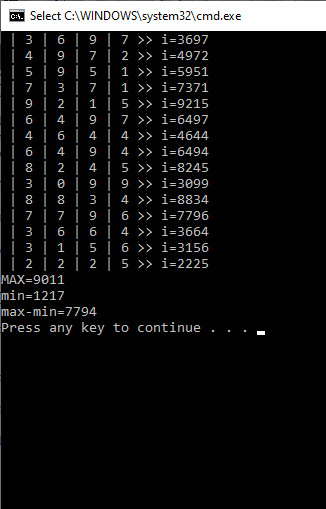 Select C:\WINDOWS\system32\cmd.exe
| 3 | 6 | 9 | 7 >> i=3697
| 4 | 9 | 7 | 2 >> i=4972
| 5 | 9 | 5 | 1 >> i=5951
| 7 | 3 | 7 | 1 >> i=7371
| 9 | 2 | 1 | 5 >> i=9215
| 6 | 4 | 9 | 7 >> i=6497
| 4 | 6 | 4 | 4 >> i=4644
| 6 | 4 | 9 | 4 >> i=6494
| 8 | 2 | 4 | 5 >> i=8245
| 3 | 0 | 9 | 9 >> i=3099
| 8 | 8 | 3 | 4 >> i=8834
| 7 | 7 | 9 | 6 >> i=7796
| 3 | 6 | 6 | 4 >> i=3664
| 3 | 1 | 5 | 6 >> i=3156
| 2 | 2 | 2 | 5 >> i=2225
MAX=9011
min=1217
max-min=7794
Press any key to continue . . .